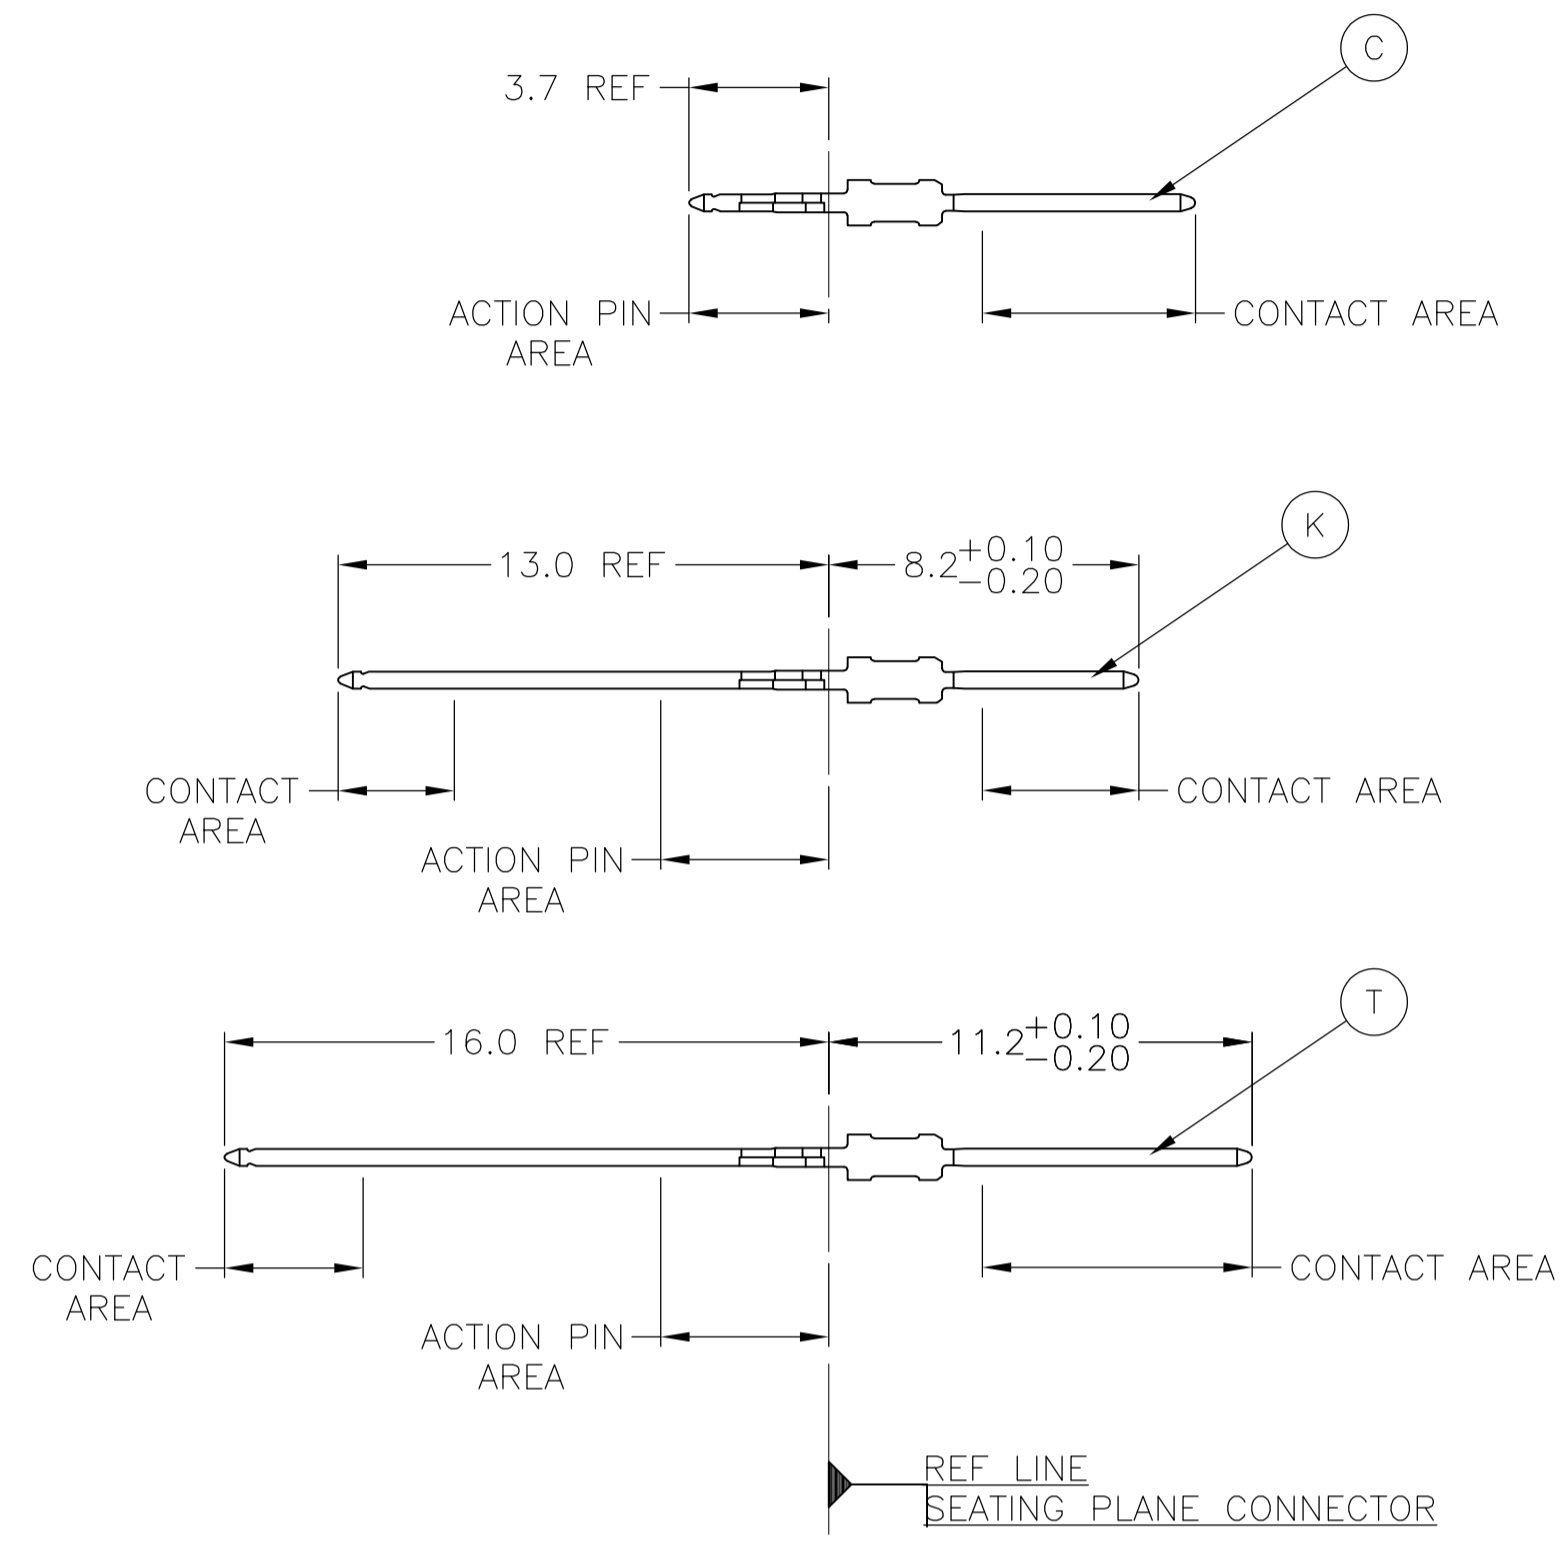 C
3.7 REF
ACTION PIN
AREA
CONTACT AREA
K
13.0 REF
8.2+0.10
-0.20
CONTACT
AREA
CONTACT AREA
ACTION PIN
AREA
T
16.0 REF
11.2+0.10
-0.20
CONTACT
AREA
CONTACT AREA
ACTION PIN
AREA
REF LINE
SEATING PLANE CONNECTOR